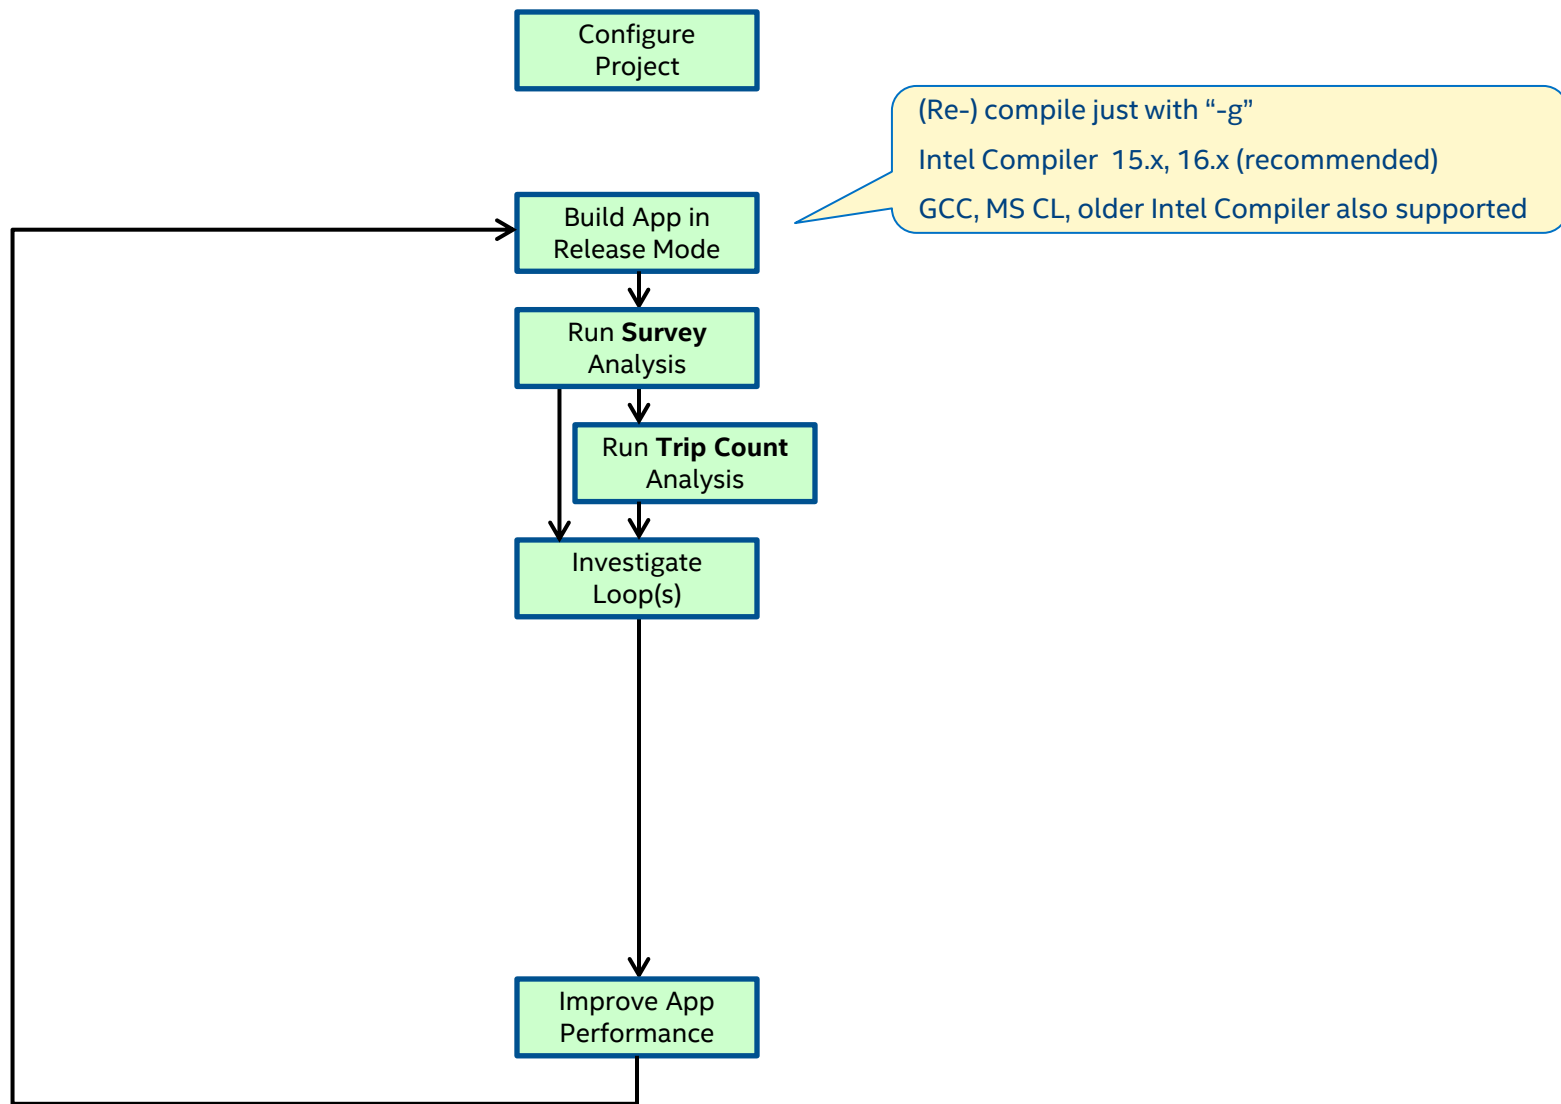 Configure
Project
(Re-) compile just with “-g”
Intel Compiler  15.x, 16.x (recommended)
GCC, MS CL, older Intel Compiler also supported
Build App in
Release Mode
Run Survey
Analysis
Run Trip Count
Analysis
Investigate
Loop(s)
Improve App
Performance